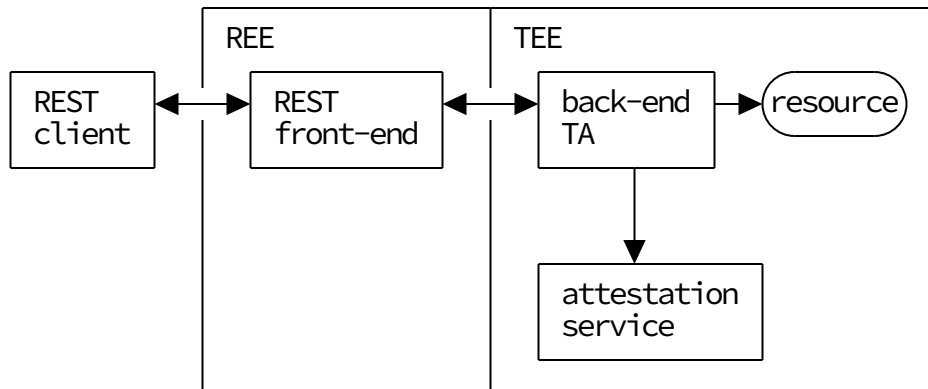 REE
TEE
REST
client
REST
front-end
back-end
TA
resource
attestation
service